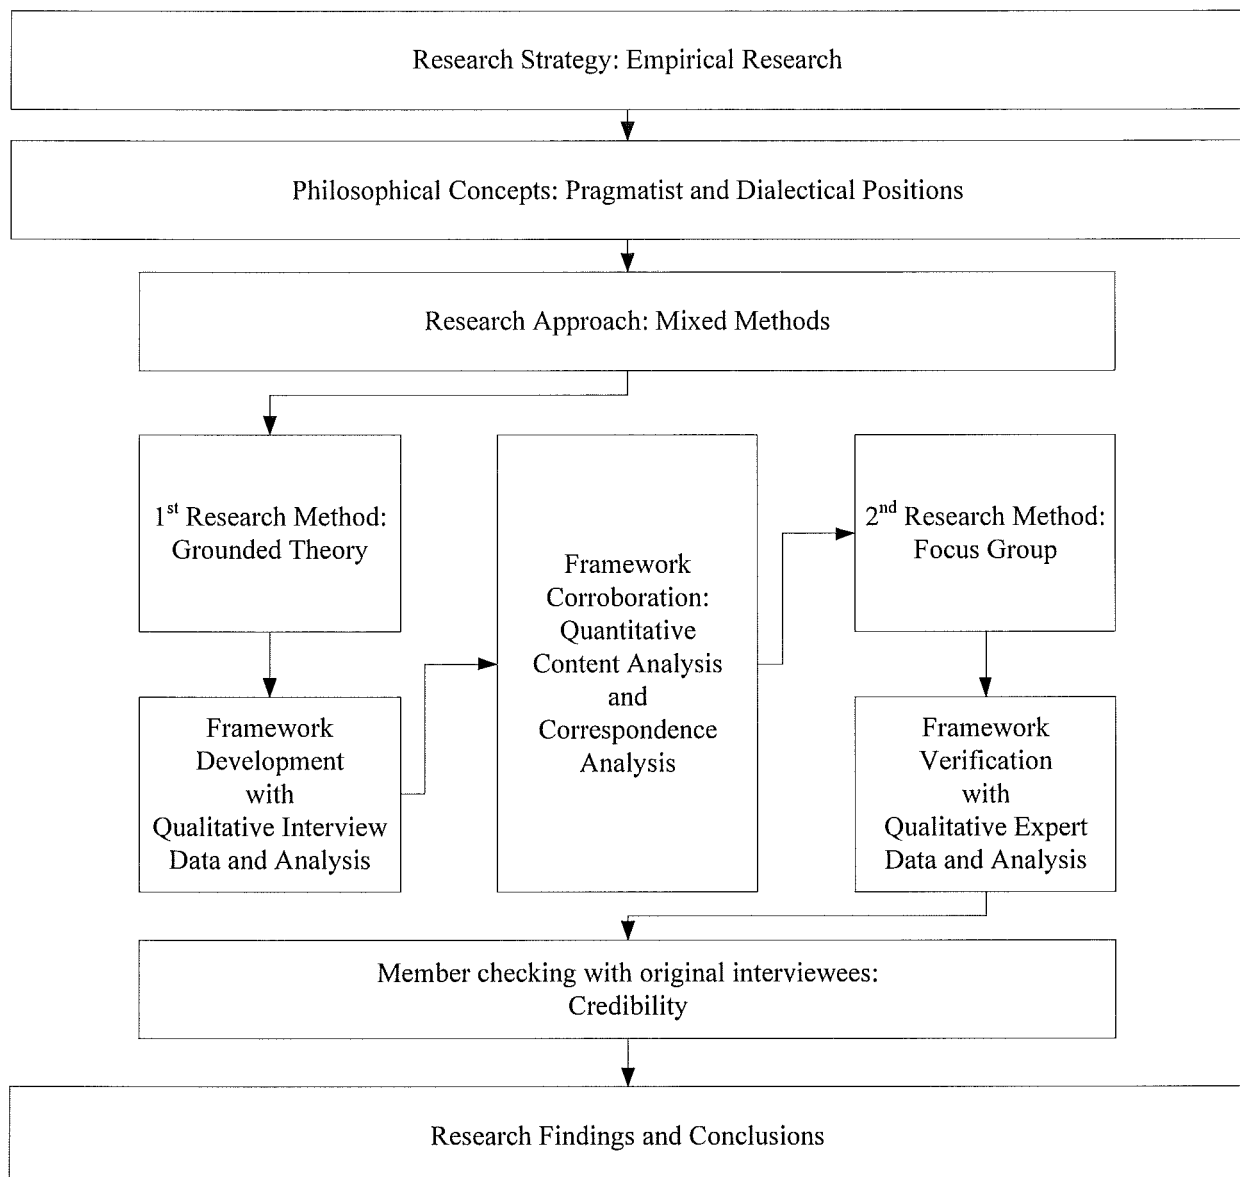 Research Strategy: Empirical Research
Philosophical Concepts: Pragmatist and Dialectical Positions
Research Approach: Mixed Methods
1st Research Method:
Grounded Theory
Framework
Development
with
Qualitative Interview
Data and Analysis
Framework
Corroboration:
Quantitative
Content Analysis
and
Correspondence
Analysis
2nd Research Method:
Focus Group
Framework
Verification
with
Qualitative Expert
Data and Analysis
Member checking with original interviewees:
Credibility
Research Findings and Conclusions